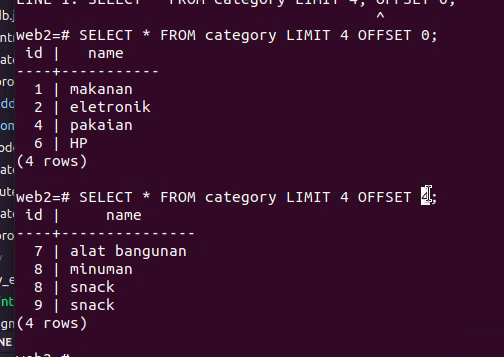 LINE 1: SELECT * FROM category LIMIT 4, OFFSET 0;
^
web2=# SELECT * FROM category LIMIT 4 OFFSET 0;
id | name
----+-----------
1 | makanan
2 | eletronik
4 | pakaian
6 | HP
(4 rows)
web2=# SELECT * FROM category LIMIT 4 OFFSET 4;
id | name
----+---------------
7 | alat bangunan
8 | minuman
8 | snack
9 | snack
(4 rows)
web2=#